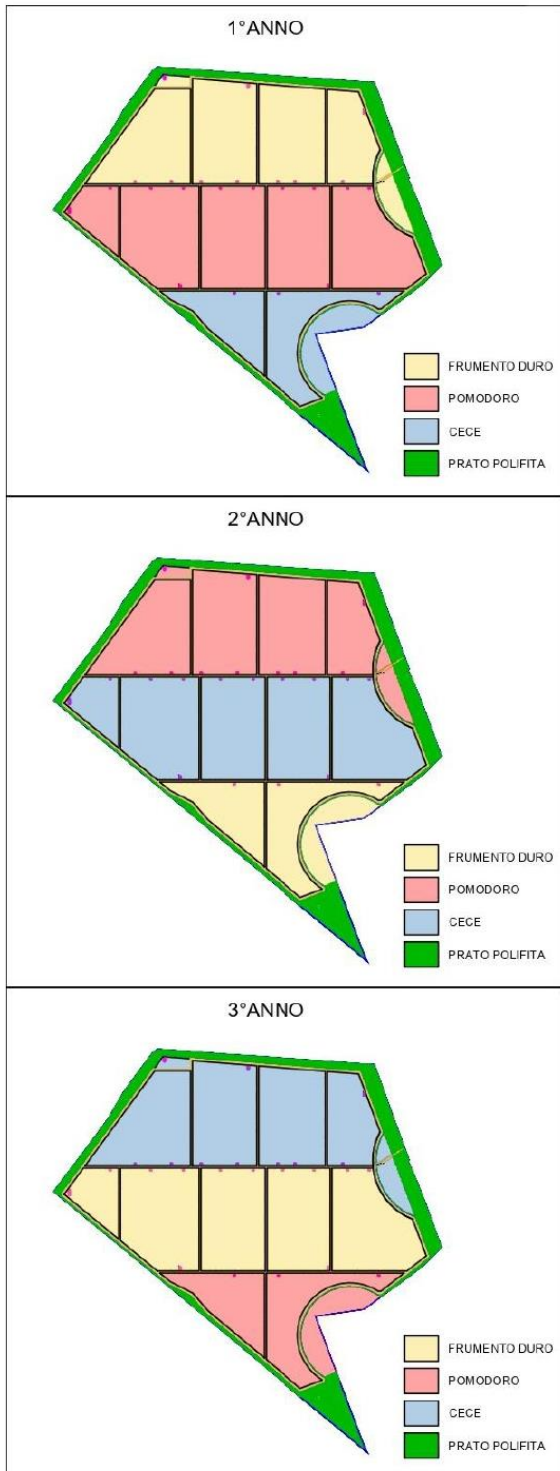 1°ANNO
FRUMENTO DURO
POMODORO
CECE
PRATO POLIFITA
2°ANNO
FRUMENTO DURO
POMODORO
CECE
PRATO POLIFITA
3°ANNO
FRUMENTO DURO
POMODORO
CECE
PRATO POLIFITA